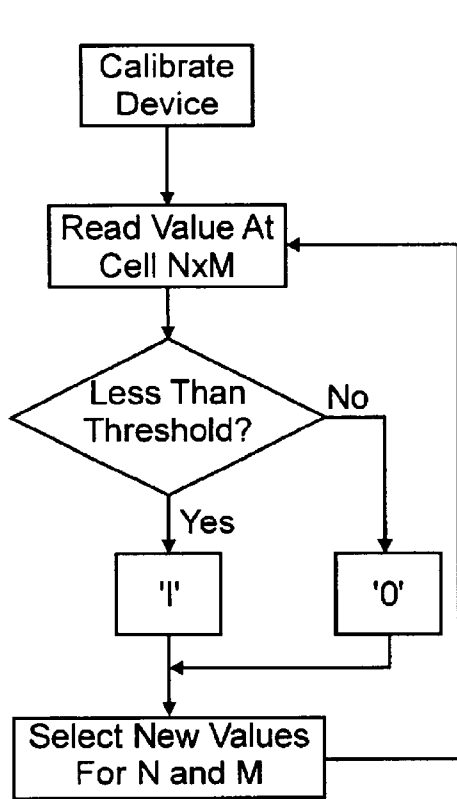 Calibrate
Device
Read Value At
Cell NxM
Less Than
Threshold?
No
Yes
'I'
'0'
Select New Values
For N and M